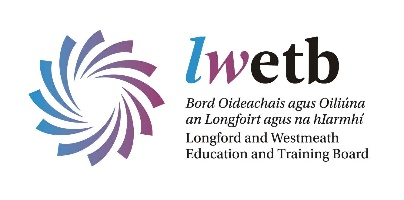 lwetb
Bord Oideachais agus Oiliúna
an Longfoirt agus na hIarmhí
Longford and Westmeath
Education and Training Board